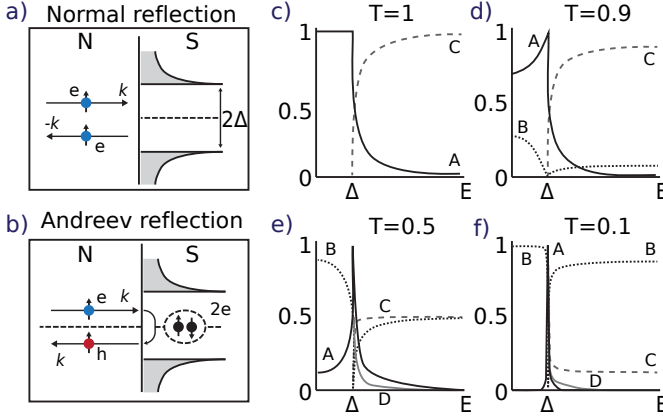 a) Normal reflection
N
S
e
k
-k
e
2Δ
b) Andreev reflection
N
S
e
k
2e
k
h
c) T=1
1
0.5
0
C
A
Δ
E
d) T=0.9
1
0.5
0
A
B
C
Δ
E
e) T=0.5
1
0.5
0
B
A
C
D
Δ
E
f) T=0.1
1
0.5
0
B
A
B
C
D
Δ
E